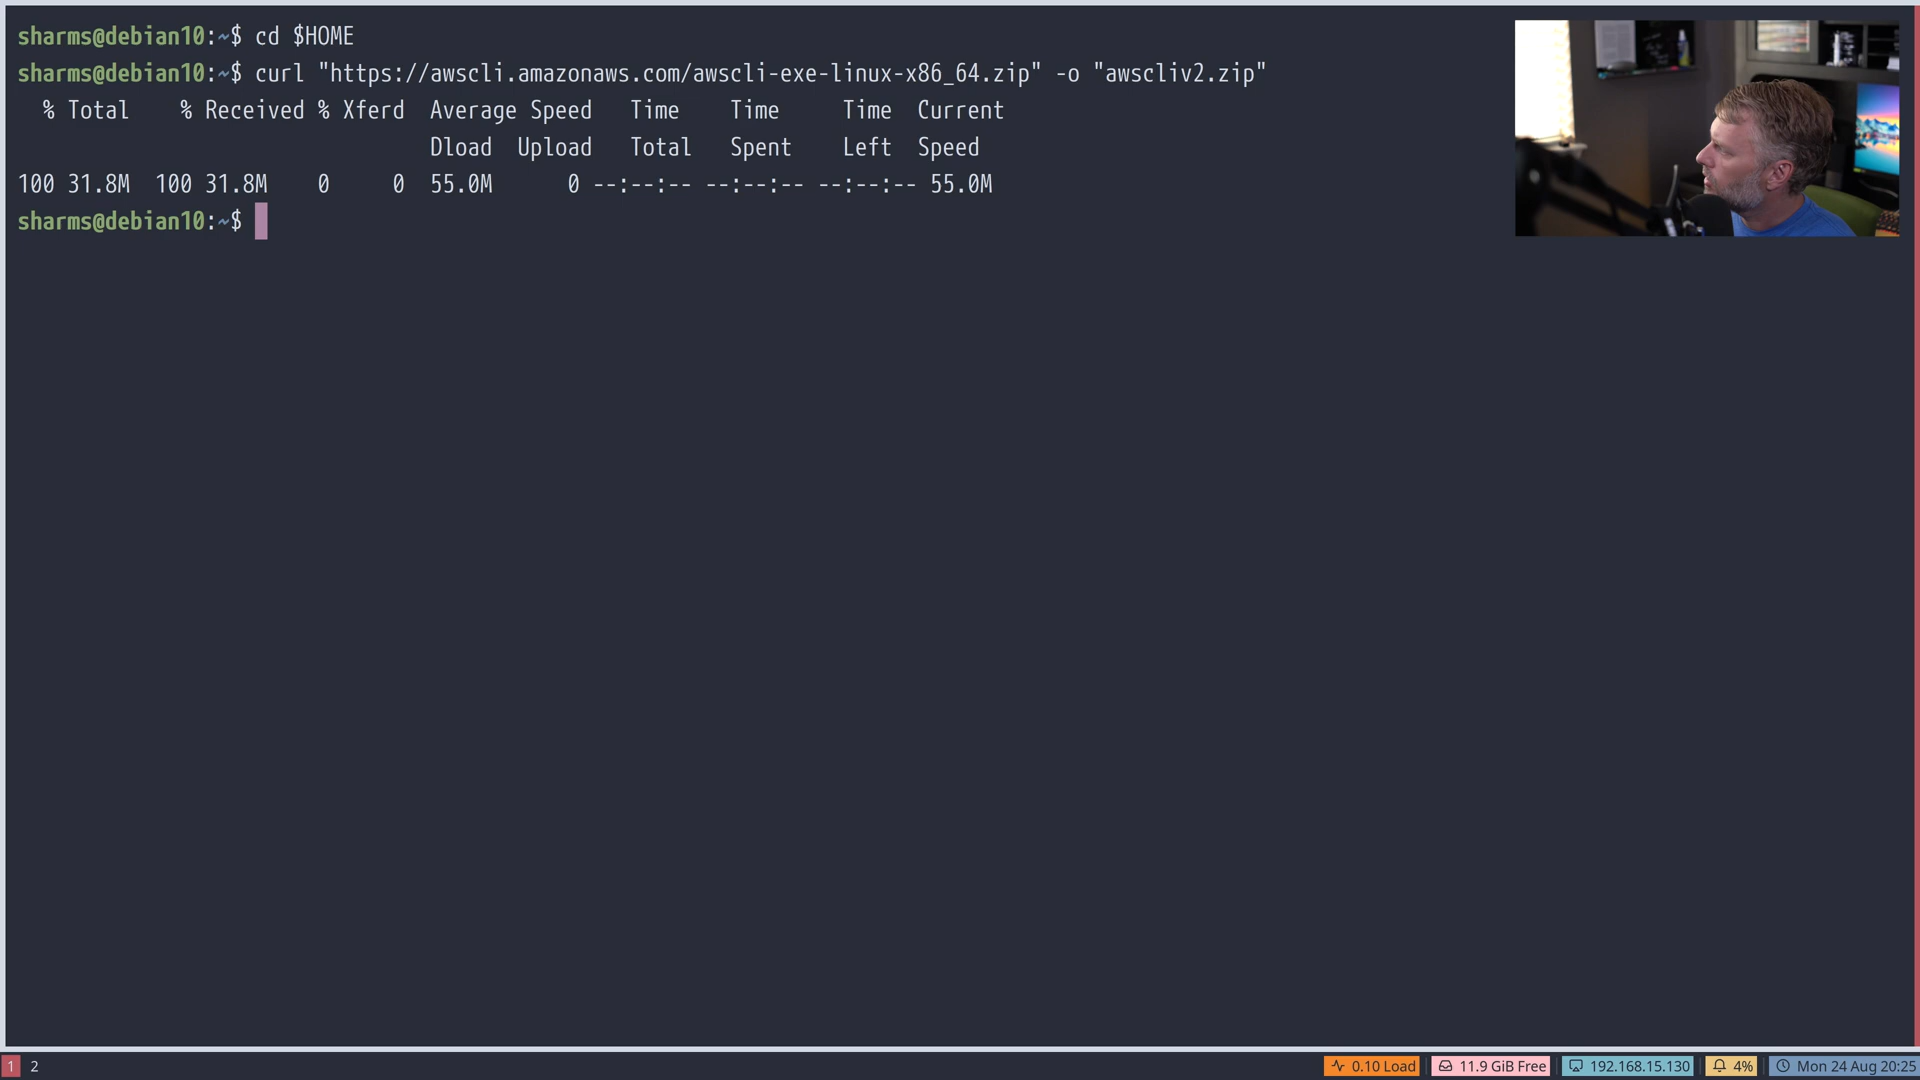 sharms@debian10:~$ cd $HOME
sharms@debian10:~$ curl "https://awscli.amazonaws.com/awscli-exe-linux-x86_64.zip" -o "awscliv2.zip"
% Total % Received % Xferd Average Speed Time Time Time Current
Dload Upload Total Spent Left Speed
100 31.8M 100 31.8M 0 0 55.0M 0 --:--:-- --:--:-- --:--:-- 55.0M
sharms@debian10:~$
1 2 0.10 Load 11.9 GiB Free 192.168.15.130 4% Mon 24 Aug 20:25